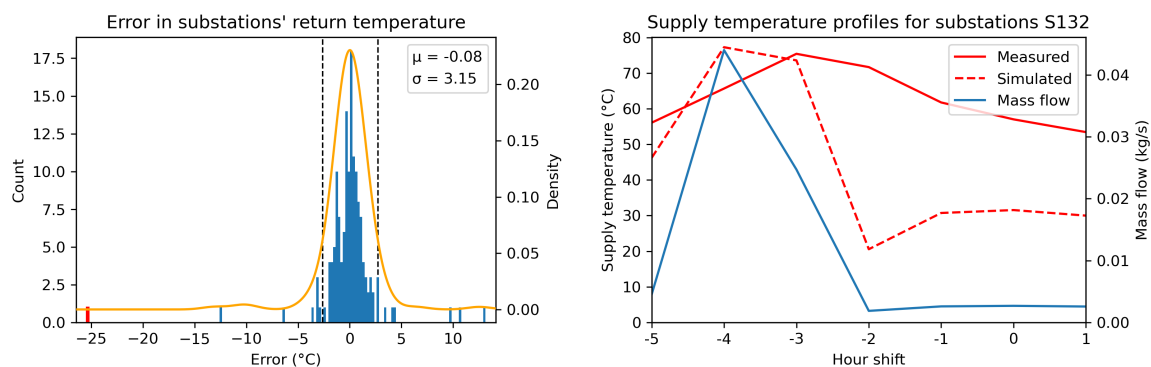 Error in substations' return temperature
Count
17.5
15.0
12.5
10.0
7.5
5.0
2.5
0.0
μ = -0.08
σ = 3.15
0.20
0.15
0.10
0.05
0.00
Density
−25 −20 −15 −10 −5 0 5 10
Error (°C)
Supply temperature profiles for substations S132
Supply temperature (°C)
80
70
60
50
40
30
20
10
0
Measured
Simulated
Mass flow
0.04
0.03
0.02
0.01
0.00
Mass flow (kg/s)
-5 -4 -3 -2 -1 0 1
Hour shift